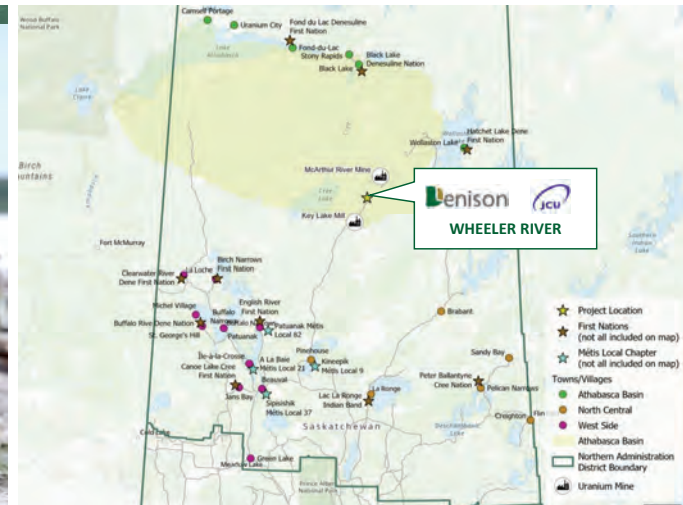 Wood Buffalo
National Park
Camsell Portage
Uranium City
Fond du Lac Denesuline
First Nation
Lake
Athabasca
Fond-du-Lac
Stony Rapids
Black Lake
Black Lake
Denesuline Nation
Lake
Claire
Hatchet Lake Dene
First Nation
Wollaston Lake
Birch
Mountains
McArthur River Mine
Cree
Lake
Key Lake Mill
Denison
JCU
WHEELER RIVER
Southern
Indian
Lake
Fort McMurray
Clearwater River
Dene First Nation
La Loche
Birch Narrows
First Nation
Michel Village
Buffalo
Narrows
English River
First Nation
Buffalo River Dene Nation
St. George's Hill
Patuanak
Patuanak Métis
Local 82
Brabant
Île-à-la-Crosse
Canoe Lake Cree
First Nation
A La Baie
Métis Local 21
Pinehouse
Kineepik
Métis Local 9
Sandy Bay
Jans Bay
Beauval
Sipisishik
Métis Local 37
Lac La Ronge
Indian Band
La Ronge
Peter Ballantyne
Cree Nation
Pelican Narrows
Creighton
Flin
Saskatchewan
Deschambault
Lake
Cold Lake
Green Lake
Meadow Lake
Prince Albert
National Park
Project Location
First Nations
(not all included on map)
Métis Local Chapter
(not all included on map)
Towns/Villages
Athabasca Basin
North Central
West Side
Athabasca Basin
Northern Administration
District Boundary
Uranium Mine